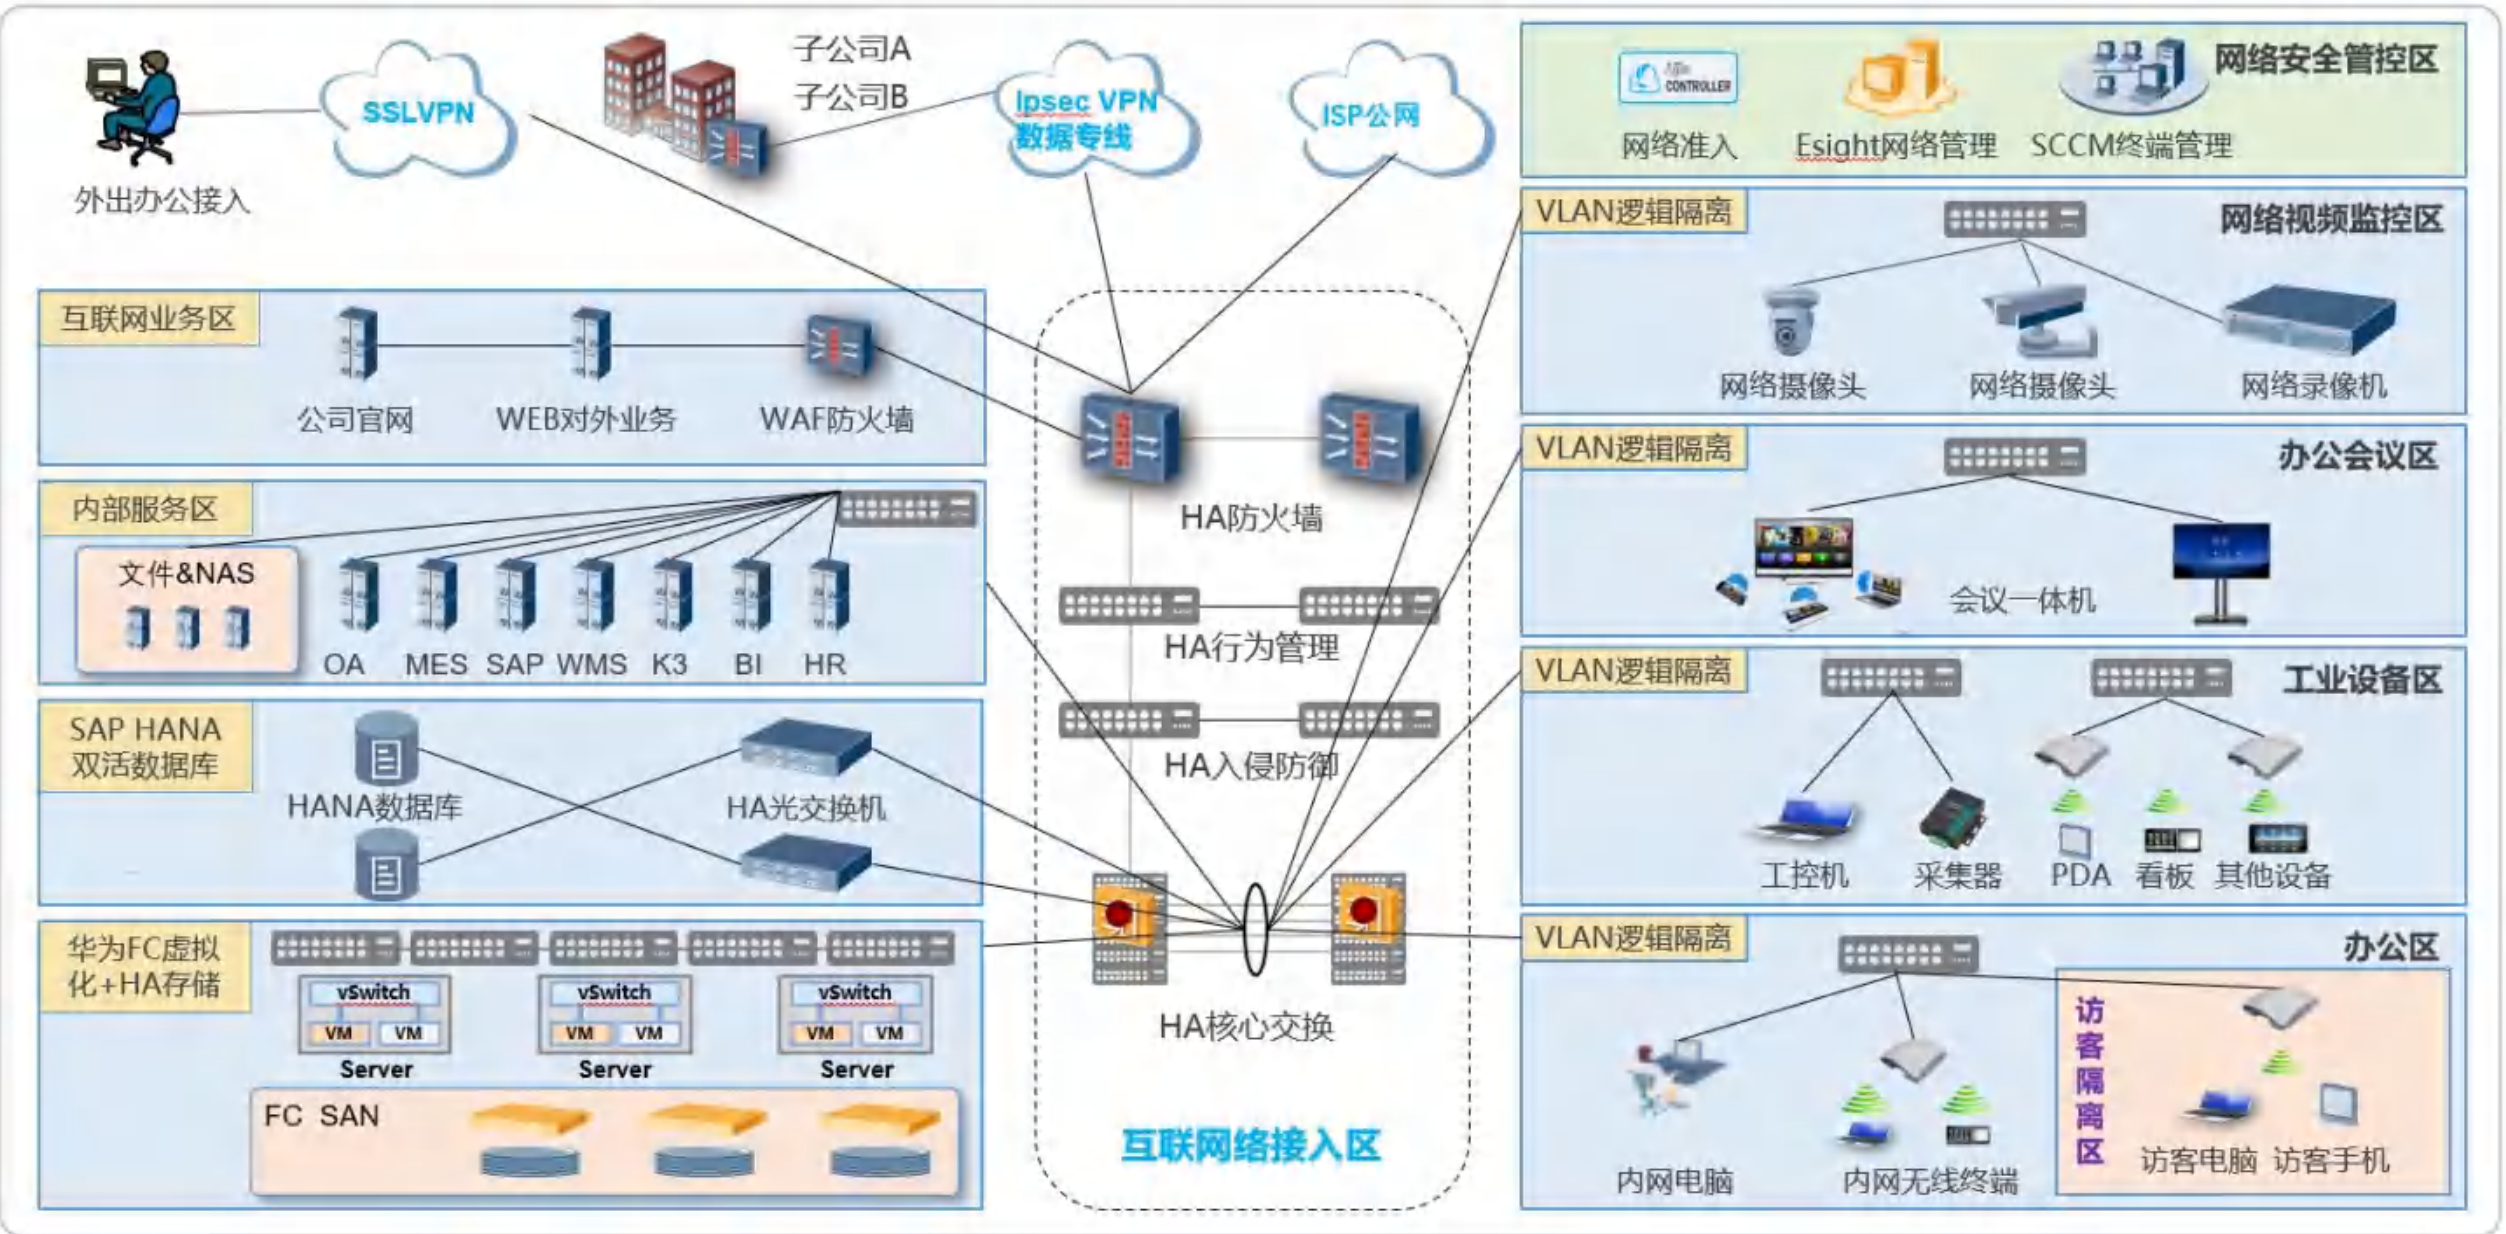 外出办公接入
SSLVPN
子公司A
子公司B
Ipsec VPN
数据专线
ISP公网
互联网业务区
公司官网
WEB对外业务
WAF防火墙
内部服务区
文件&NAS
OA
MES
SAP
WMS
K3
BI
HR
SAP HANA
双活数据库
HANA数据库
HA光交换机
华为FC虚拟
化+HA存储
vSwitch
VM
VM
Server
vSwitch
VM
VM
Server
vSwitch
VM
VM
Server
FC SAN
HA防火墙
HA行为管理
HA入侵防御
HA核心交换
互联网络接入区
网络安全管控区
CONTROLLER
网络准入
Esight网络管理
SCCM终端管理
VLAN逻辑隔离
网络视频监控区
网络摄像头
网络摄像头
网络录像机
VLAN逻辑隔离
办公会议区
会议一体机
VLAN逻辑隔离
工业设备区
工控机
采集器
PDA
看板
其他设备
VLAN逻辑隔离
办公区
内网电脑
内网无线终端
访客隔离区
访客电脑
访客手机